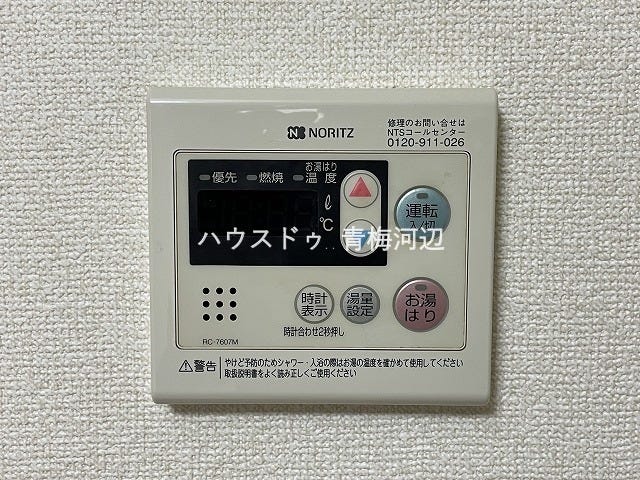 NORITZ
修理のお問い合せは
NTSコールセンター
0120-911-026
優先 燃焼 お湯はり温度
ℓ
℃
運転
入/切
ハウスドゥ 青梅河辺
時計
表示
湯量
設定
お湯
はり
時計合わせ2秒押し
RC-7607M
警告 やけど予防のためシャワー・入浴の際はお湯の温度を確かめて使用してください
取扱説明書をよく読み正しくご使用ください